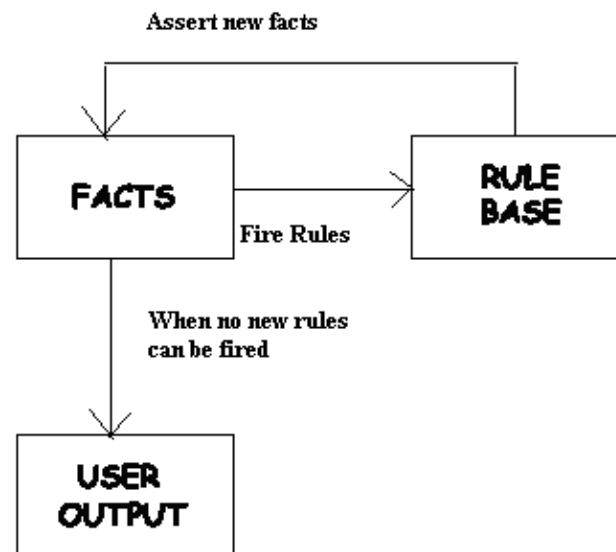 Assert new facts
FACTS
RULE
BASE
Fire Rules
When no new rules
can be fired
USER
OUTPUT